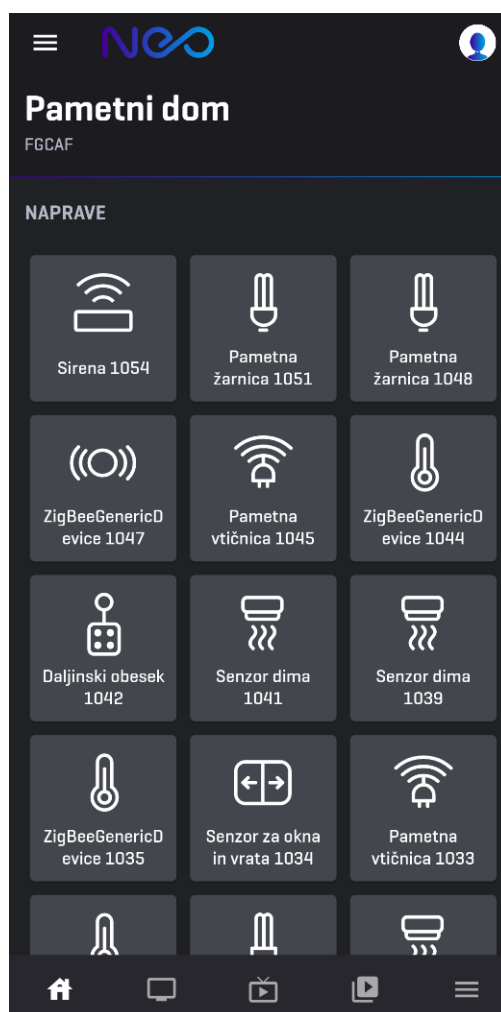 Neo
Pametni dom
FGCAF
NAPRAVE
Sirena 1054
Pametna
žarnica 1051
Pametna
žarnica 1048
ZigBeeGenericD
evice 1047
Pametna
vtičnica 1045
ZigBeeGenericD
evice 1044
Daljinski obesek
1042
Senzor dima
1041
Senzor dima
1039
ZigBeeGenericD
evice 1035
Senzor za okna
in vrata 1034
Pametna
vtičnica 1033